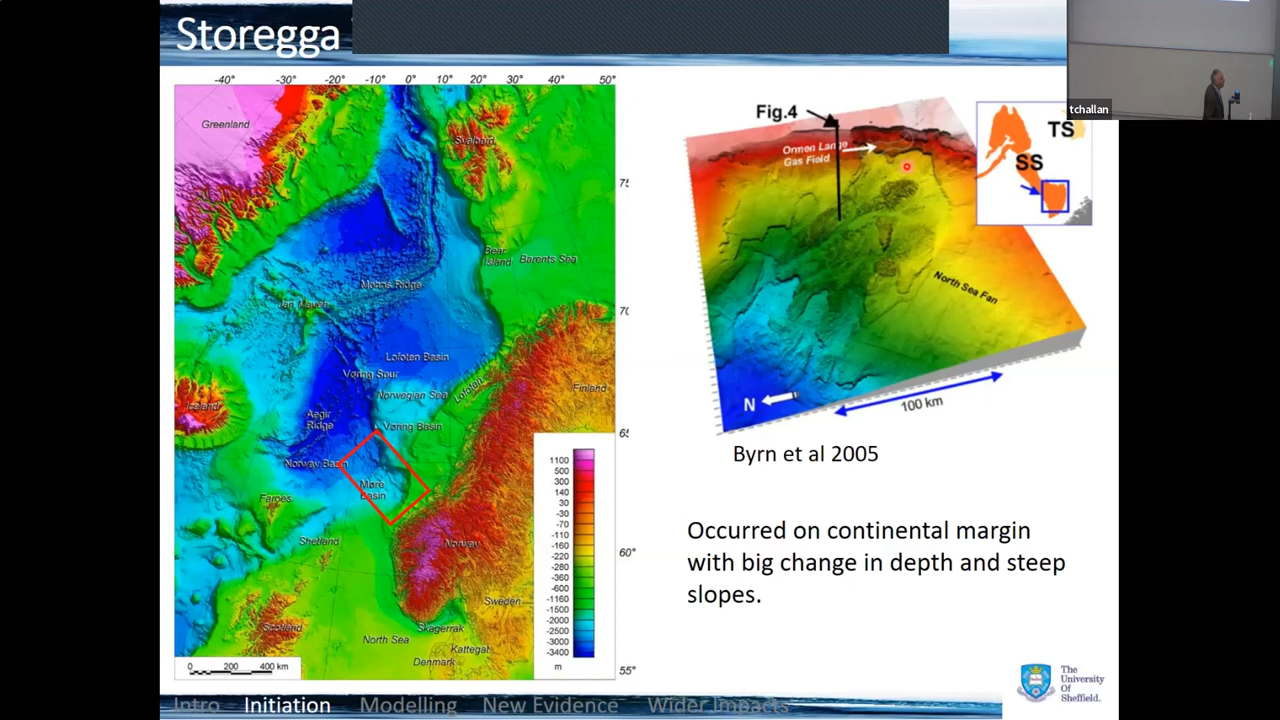 Storegga
tchallan
-40° -30° -20° -10° 0° 10° 20° 30° 40° 50°
Greenland
Svalbard
Bear
Island
Barents Sea
Mohns Ridge
Jan Mayen
Lofoten Basin
Vøring Spur
Norwegian Sea
Lofoten
Finland
Iceland
Aegir
Ridge
Vøring Basin
Norway Basin
Møre
Basin
Faroes
Shetland
Norway
Sweden
Scotland
North Sea
Skagerrak
Kattegat
Denmark
0 200 400 km
75
70
65
60°
55°
1100
500
300
140
30
-30
-70
-110
-160
-220
-280
-360
-600
-1160
-1500
-2000
-2500
-3000
-3400
m
Fig.4
Ormen Lange
Gas Field
TS
SS
North Sea Fan
N
100 km
Byrn et al 2005
Occurred on continental margin
with big change in depth and steep
slopes.
The
University
Of
Sheffield.
Intro Initiation Modelling New Evidence Wider Impacts